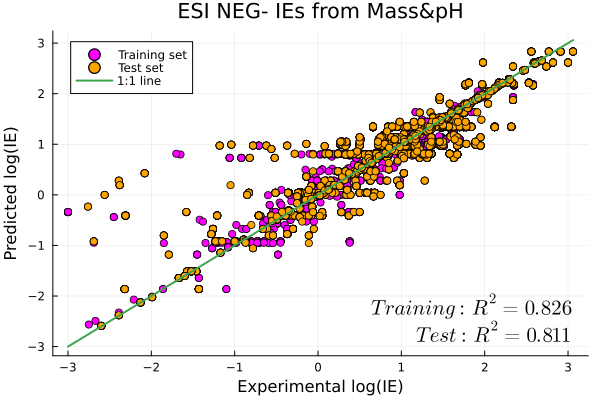 ESI NEG- IEs from Mass&pH
Training set
Test set
1:1 line
Predicted log(IE)
3
2
1
0
−1
−2
−3
Training: R² = 0.826
Test: R² = 0.811
−3 −2 −1 0 1 2 3
Experimental log(IE)